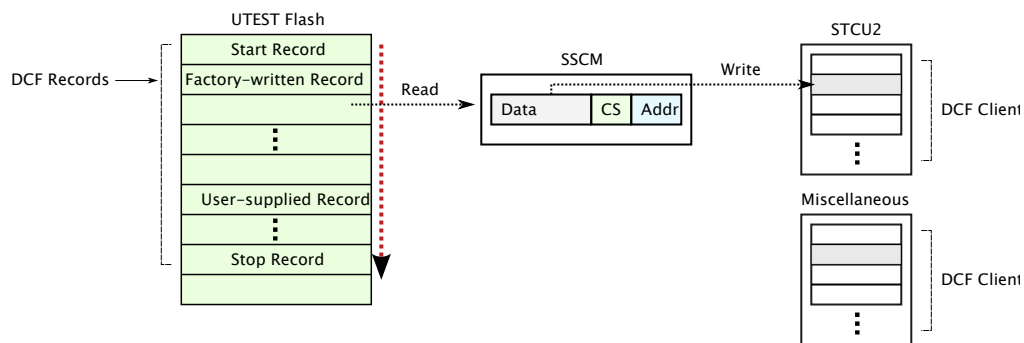 UTEST Flash
DCF Records
Start Record
Factory-written Record
User-supplied Record
Stop Record
Read
SSCM
Data
CS
Addr
Write
STCU2
DCF Client
Miscellaneous
DCF Client